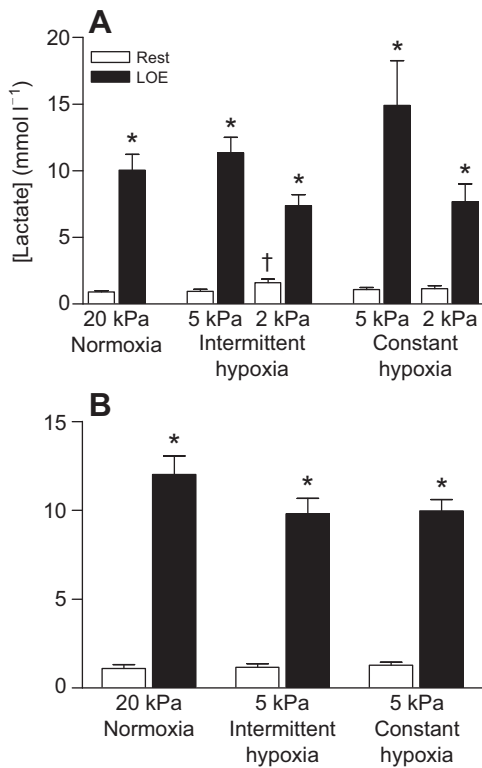 A
20
Rest
LOE
15
10
5
0
[Lactate] (mmol l⁻¹)
*
*
†
*
*
*
20 kPa 5 kPa 2 kPa 5 kPa 2 kPa
Normoxia Intermittent Constant
hypoxia hypoxia
B
15
10
5
0
*
*
*
20 kPa 5 kPa 5 kPa
Normoxia Intermittent Constant
hypoxia hypoxia